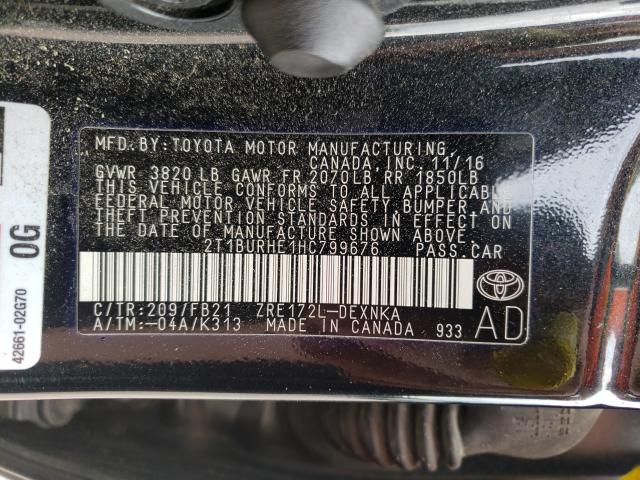 MFD. BY: TOYOTA MOTOR MANUFACTURING,
CANADA, INC. 11/16
GVWR 3820 LB GAWR FR 2070LB RR 1850LB
THIS VEHICLE CONFORMS TO ALL APPLICABLE
FEDERAL MOTOR VEHICLE SAFETY, BUMPER, AND
THEFT PREVENTION STANDARDS IN EFFECT ON
THE DATE OF MANUFACTURE SHOWN ABOVE.
2T1BURHE1HC799676 PASS. CAR
C/TR: 209/FB21 ZRE172L-DEXNKA
A/TM: -04A/K313 MADE IN CANADA 933 AD
0G
42661-02G70